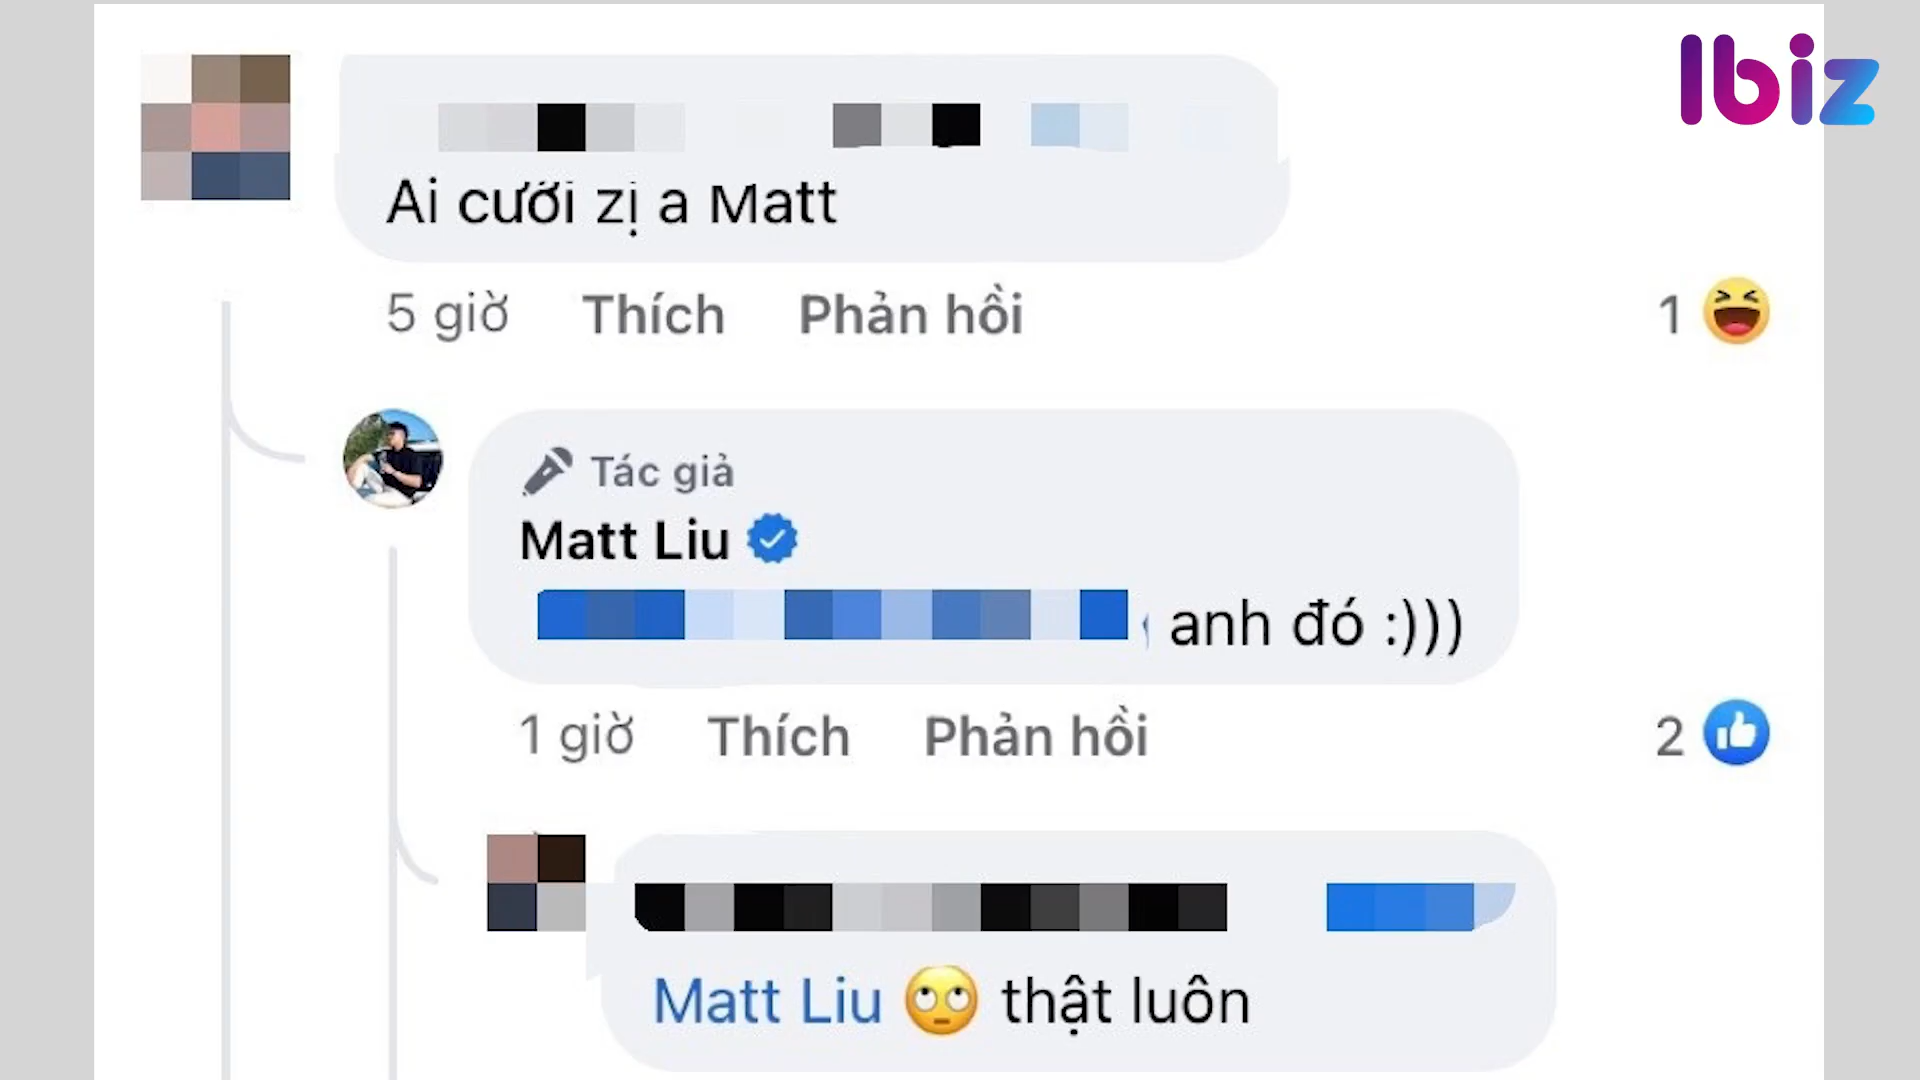 Ibiz
Ai cưới zị a Matt
5 giờ Thích Phản hồi 1
Tác giả
Matt Liu
anh đó :)))
1 giờ Thích Phản hồi 2
Matt Liu 🙄 thật luôn